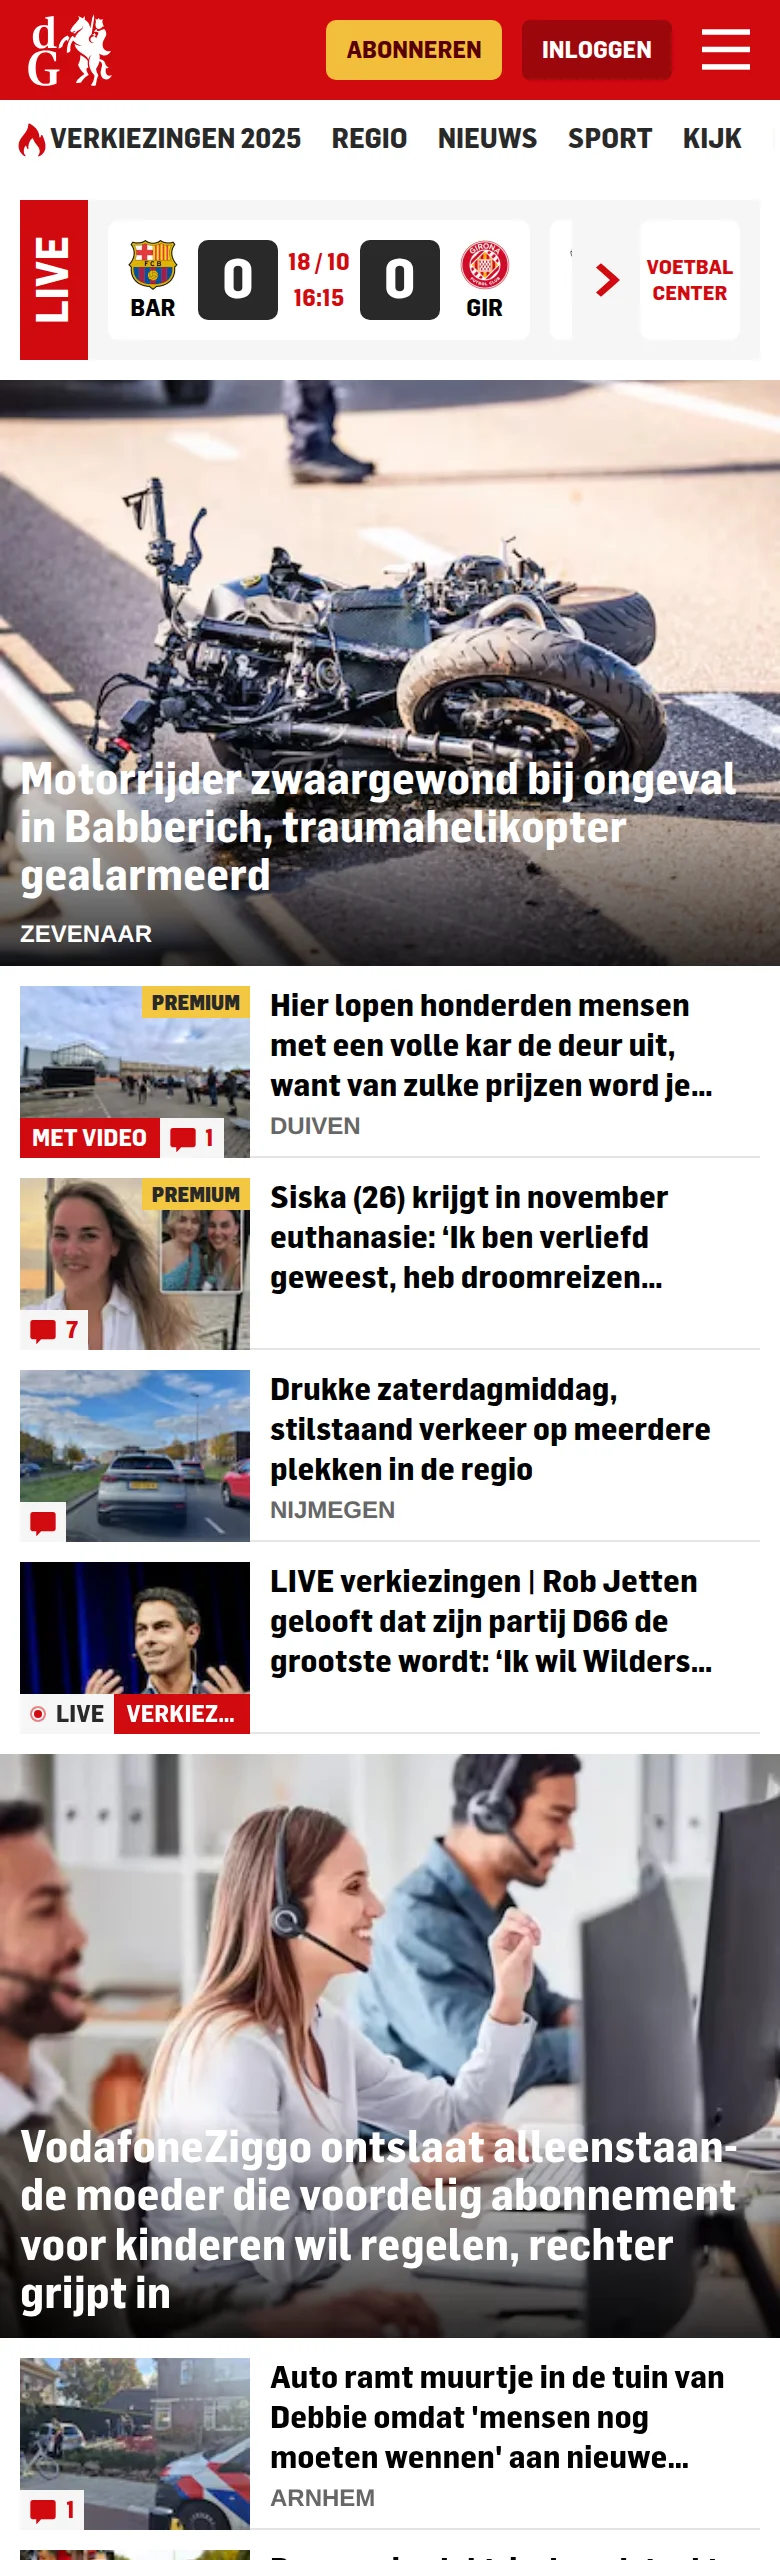 dG
ABONNEREN
INLOGGEN
VERKIEZINGEN 2025
REGIO
NIEUWS
SPORT
KIJK
LIVE
FCB
BAR
0
18 / 10
16:15
0
GIRONA
GIR
VOETBAL
CENTER
Motorrijder zwaargewond bij ongeval
in Babberich, traumahelikopter
gealarmeerd
ZEVENAAR
PREMIUM
MET VIDEO
1
Hier lopen honderden mensen
met een volle kar de deur uit,
want van zulke prijzen word je...
DUIVEN
PREMIUM
7
Siska (26) krijgt in november
euthanasie: ‘Ik ben verliefd
geweest, heb droomreizen...
Drukke zaterdagmiddag,
stilstaand verkeer op meerdere
plekken in de regio
NIJMEGEN
LIVE
VERKIEZ...
LIVE verkiezingen | Rob Jetten
gelooft dat zijn partij D66 de
grootste wordt: ‘Ik wil Wilders...
VodafoneZiggo ontslaat alleenstaan-
de moeder die voordelig abonnement
voor kinderen wil regelen, rechter
grijpt in
1
Auto ramt muurtje in de tuin van
Debbie omdat 'mensen nog
moeten wennen' aan nieuwe...
ARNHEM